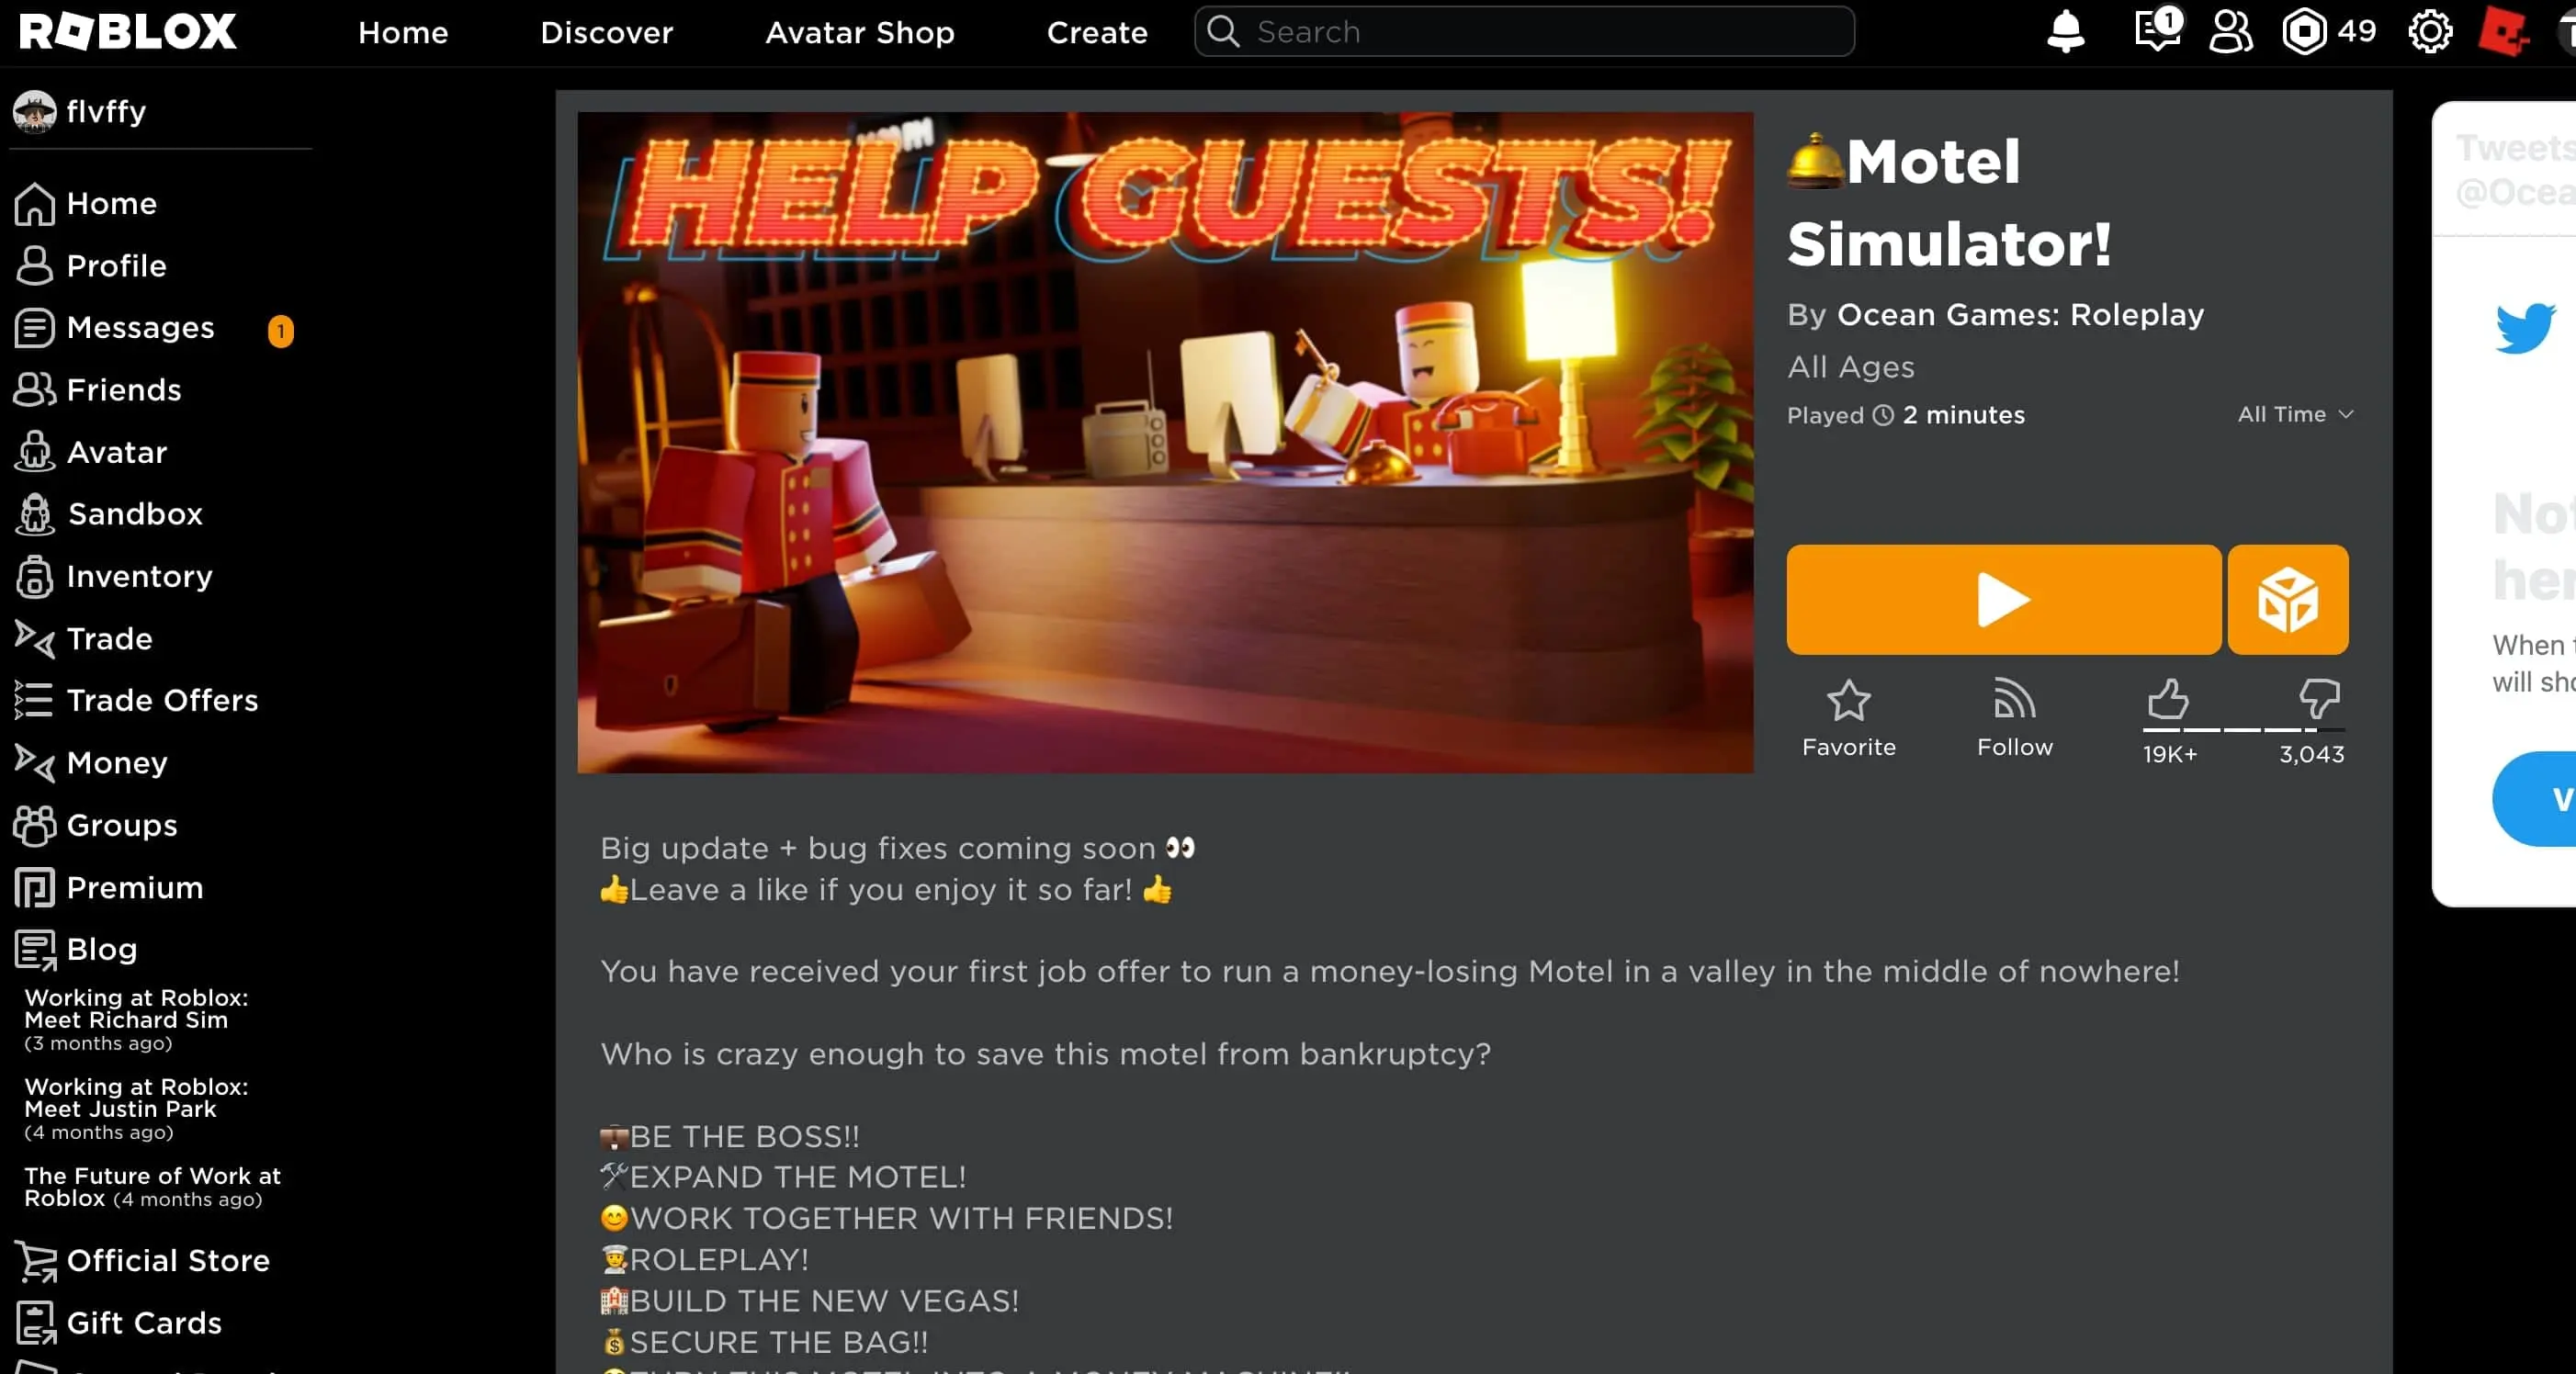 ROBLOX
Home
Discover
Avatar Shop
Create
Search
1
49
flvffy
Home
Profile
Messages
1
Friends
Avatar
Sandbox
Inventory
Trade
Trade Offers
Money
Groups
Premium
Blog
Working at Roblox:
Meet Richard Sim
(3 months ago)
Working at Roblox:
Meet Justin Park
(4 months ago)
The Future of Work at
Roblox (4 months ago)
Official Store
Gift Cards
HELP GUESTS!
🛎️Motel
Simulator!
By Ocean Games: Roleplay
All Ages
Played 2 minutes
All Time
Favorite
Follow
19K+
3,043
Big update + bug fixes coming soon 👀
👍Leave a like if you enjoy it so far! 👍
You have received your first job offer to run a money-losing Motel in a valley in the middle of nowhere!
Who is crazy enough to save this motel from bankruptcy?
💼BE THE BOSS!!
🛠️EXPAND THE MOTEL!
😊WORK TOGETHER WITH FRIENDS!
👨‍🍳ROLEPLAY!
🏨BUILD THE NEW VEGAS!
💰SECURE THE BAG!!
TURN THIS MOTEL INTO A MONEY MACHINE!!
Tweets
@Ocea
No
her
When
will sho
V